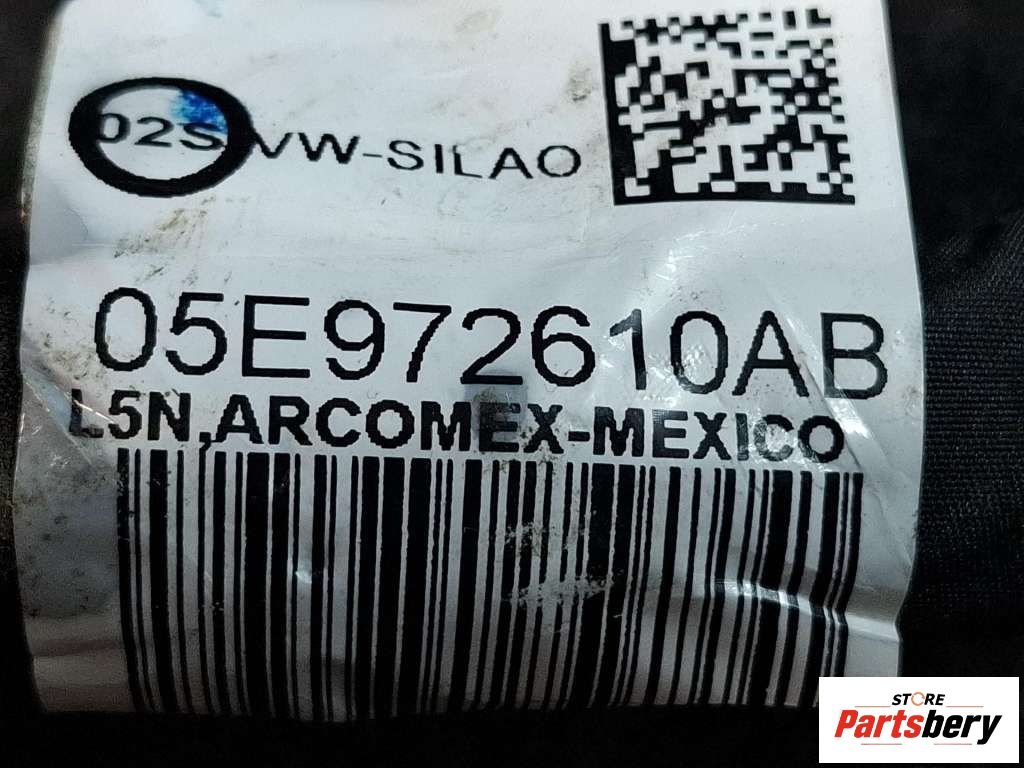 02S VW-SILAO
05E972610AB
L5N,ARCOMEX-MEXICO
STORE
Partsbery